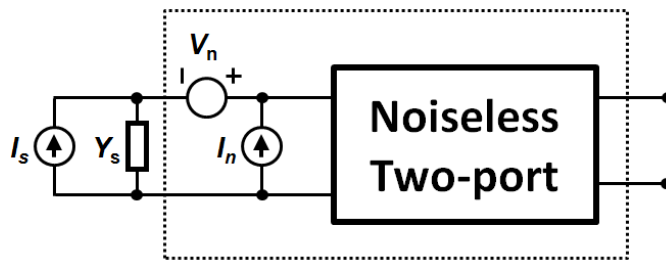 Vn
− +
Is
Ys
In
Noiseless
Two-port